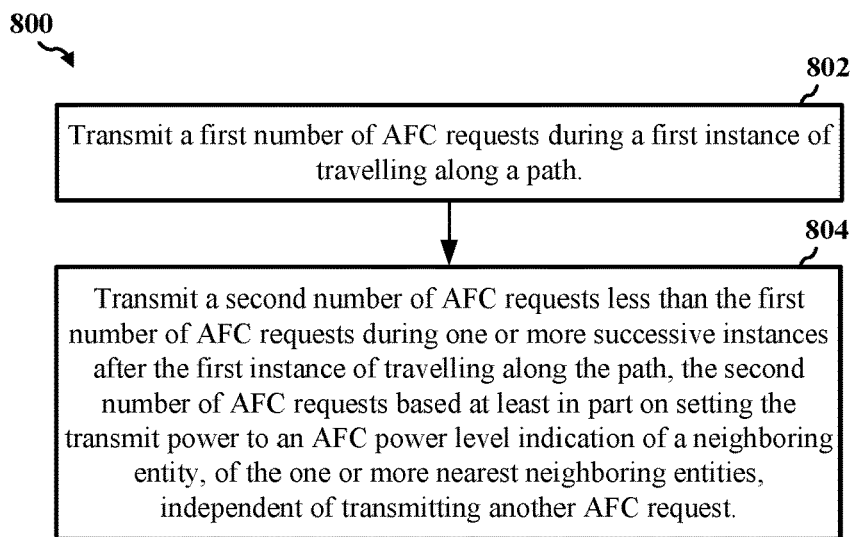 800
802
Transmit a first number of AFC requests during a first instance of
travelling along a path.
804
Transmit a second number of AFC requests less than the first
number of AFC requests during one or more successive instances
after the first instance of travelling along the path, the second
number of AFC requests based at least in part on setting the
transmit power to an AFC power level indication of a neighboring
entity, of the one or more nearest neighboring entities,
independent of transmitting another AFC request.